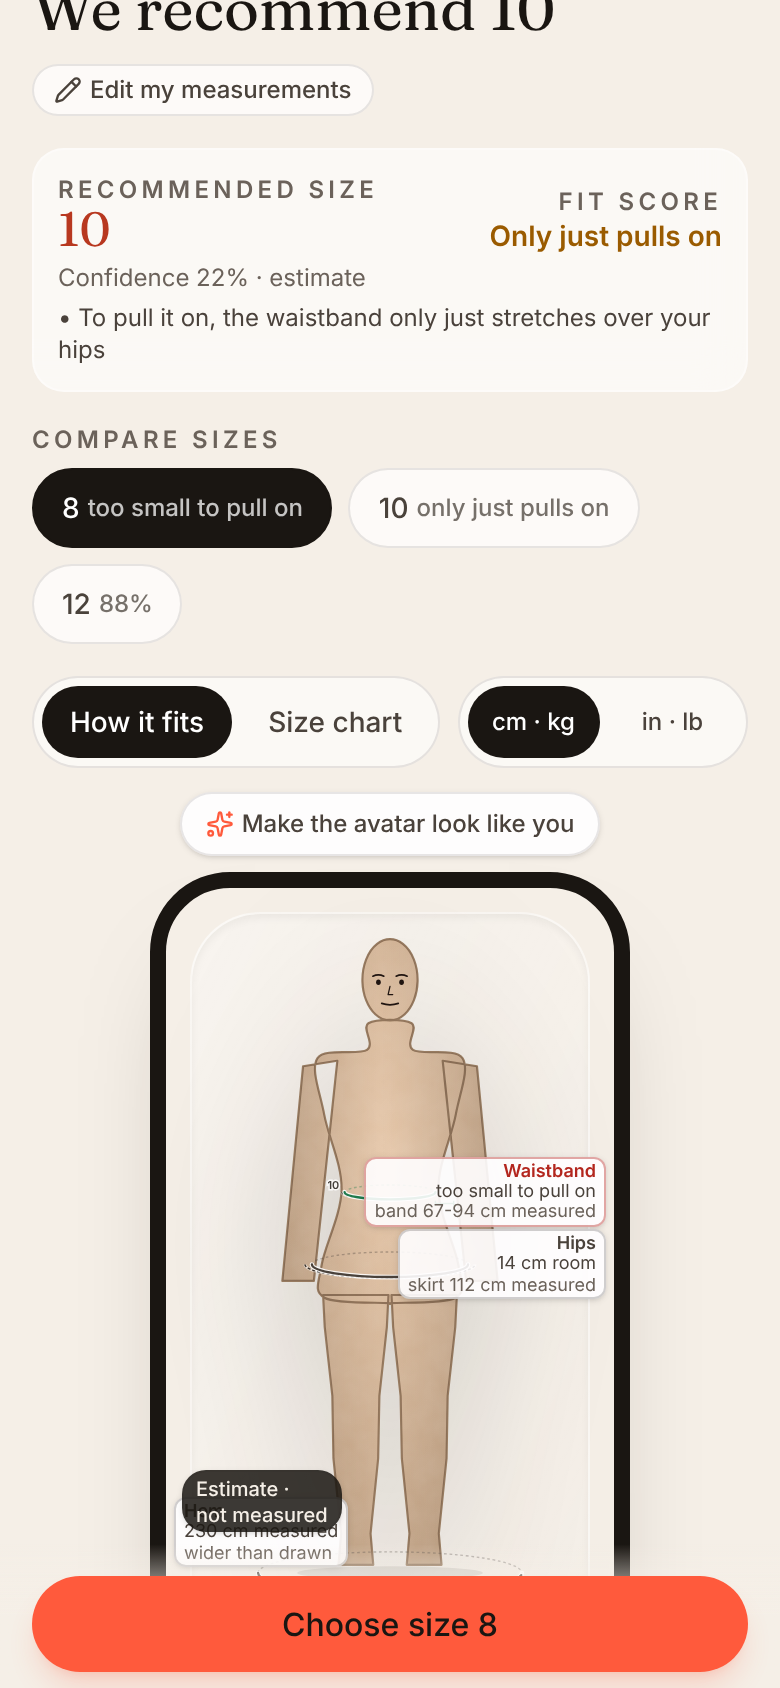 We recommend 10
Edit my measurements
RECOMMENDED SIZE
10
FIT SCORE
Only just pulls on
Confidence 22% · estimate
• To pull it on, the waistband only just stretches over your
hips
COMPARE SIZES
8 too small to pull on
10 only just pulls on
12 88%
How it fits
Size chart
cm · kg
in · lb
Make the avatar look like you
10
Waistband
too small to pull on
band 67-94 cm measured
Hips
14 cm room
skirt 112 cm measured
Estimate ·
not measured
230 cm measured
wider than drawn
Choose size 8